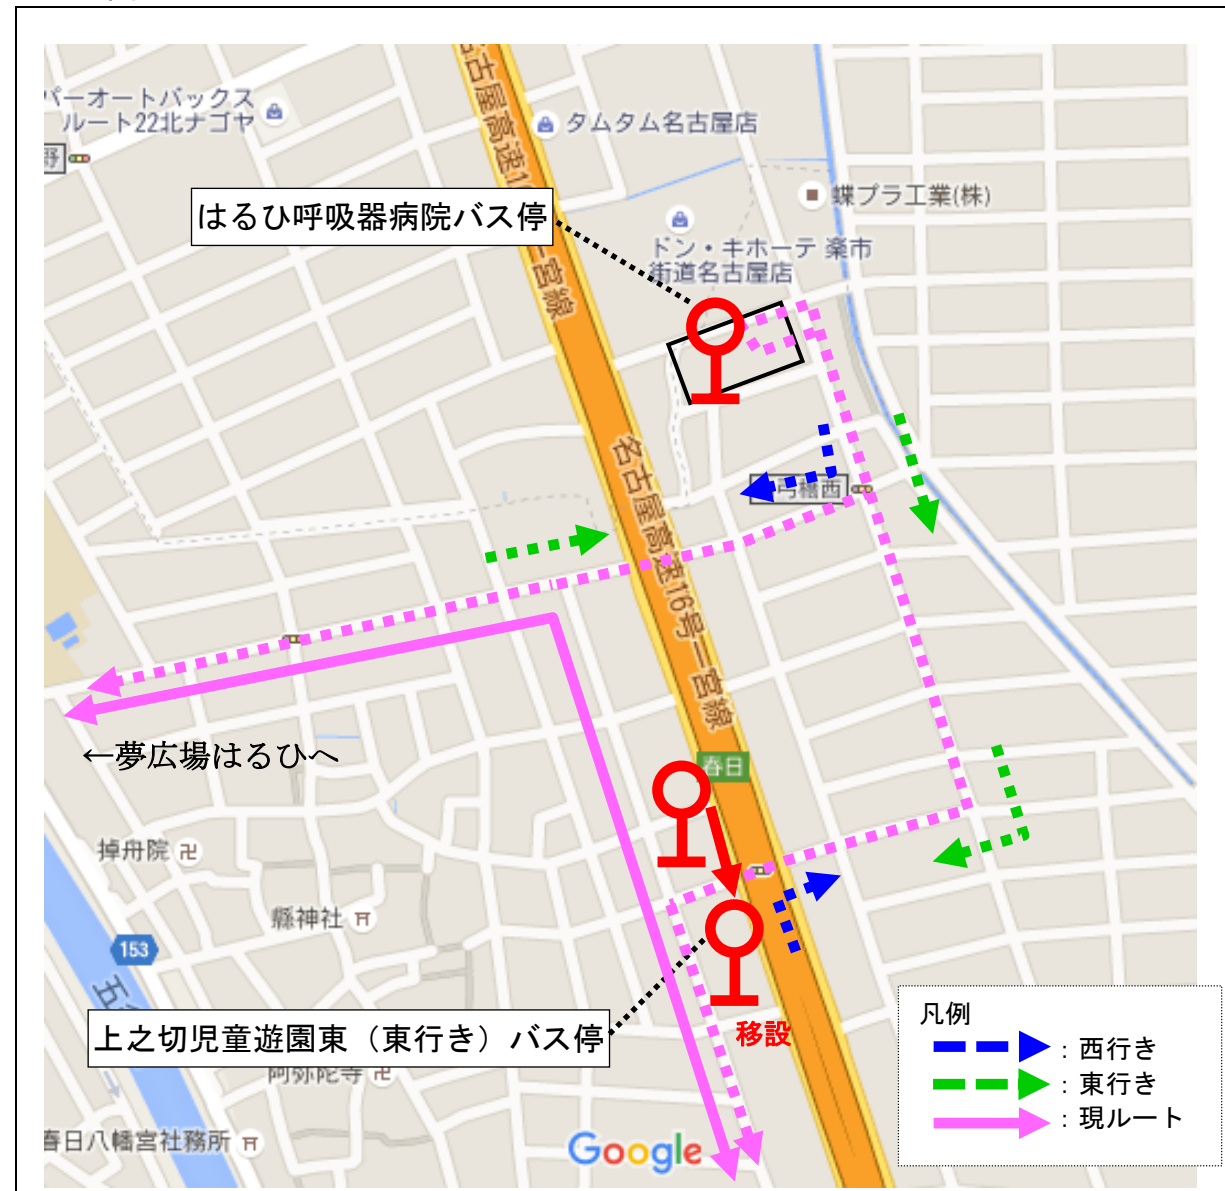 パーオートバックス
ルート22北ナゴヤ
野
名古屋高速16
一宮線
タムタム名古屋店
蝶プラ工業(株)
はるひ呼吸器病院バス停
ドン・キホーテ 楽市
街道名古屋店
弓橋西
名古屋高速16号一宮線
←夢広場はるひへ
春日
掉舟院
縣神社
153
五
上之切児童遊園東（東行き）バス停
移設
阿弥陀寺
春日八幡宮社務所
Google
凡例
：西行き
：東行き
：現ルート